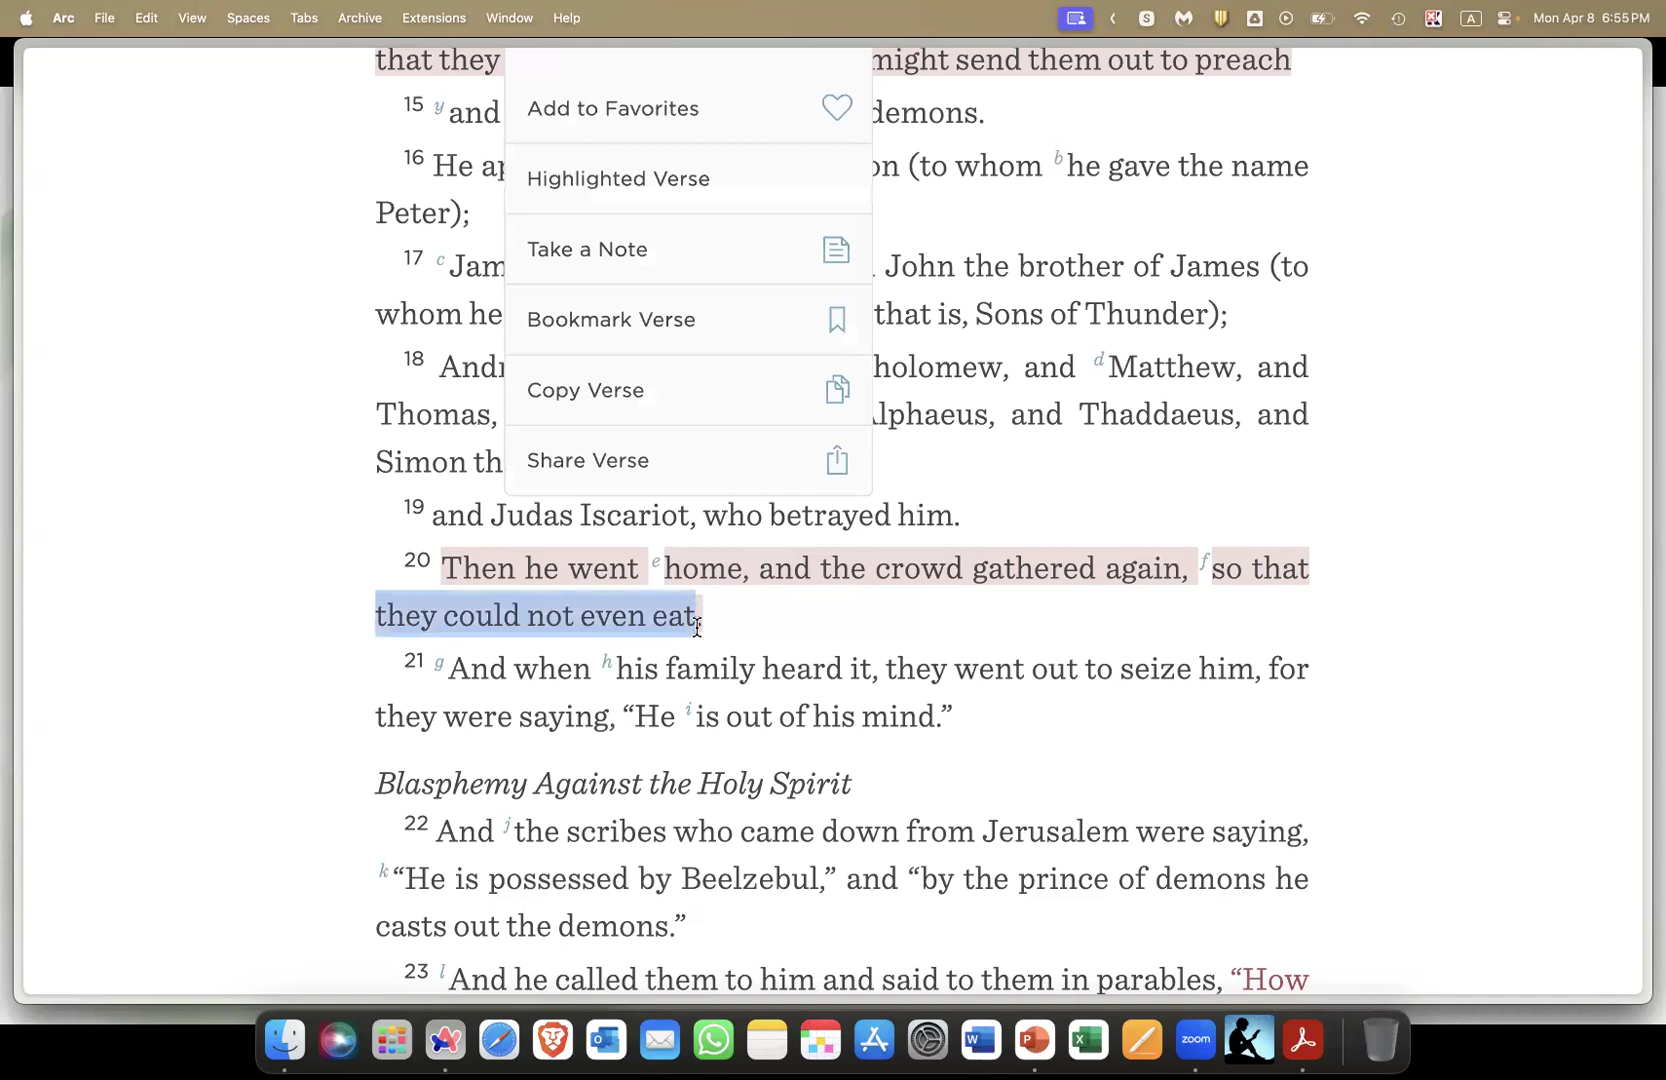 Arc File Edit View Spaces Tabs Archive Extensions Window Help A Mon Apr 8 6:55 PM
that they might send them out to preach
15 y and demons.
Add to Favorites
16 He ap on (to whom b he gave the name
Highlighted Verse
Peter);
Take a Note
17 c Jam John the brother of James (to
whom he that is, Sons of Thunder);
Bookmark Verse
18 Andr holomew, and d Matthew, and
Copy Verse
Thomas, Alphaeus, and Thaddaeus, and
Simon th
Share Verse
19 and Judas Iscariot, who betrayed him.
20 Then he went e home, and the crowd gathered again, f so that
they could not even eat.
21 g And when h his family heard it, they went out to seize him, for
they were saying, “He i is out of his mind.”
Blasphemy Against the Holy Spirit
22 And j the scribes who came down from Jerusalem were saying,
k “He is possessed by Beelzebul,” and “by the prince of demons he
casts out the demons.”
23 l And he called them to him and said to them in parables, “How
zoom